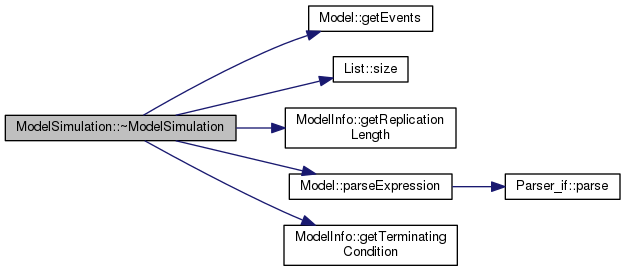 Model::getEvents
List::size
ModelSimulation::~ModelSimulation
ModelInfo::getReplication
Length
Model::parseExpression
Parser_if::parse
ModelInfo::getTerminating
Condition